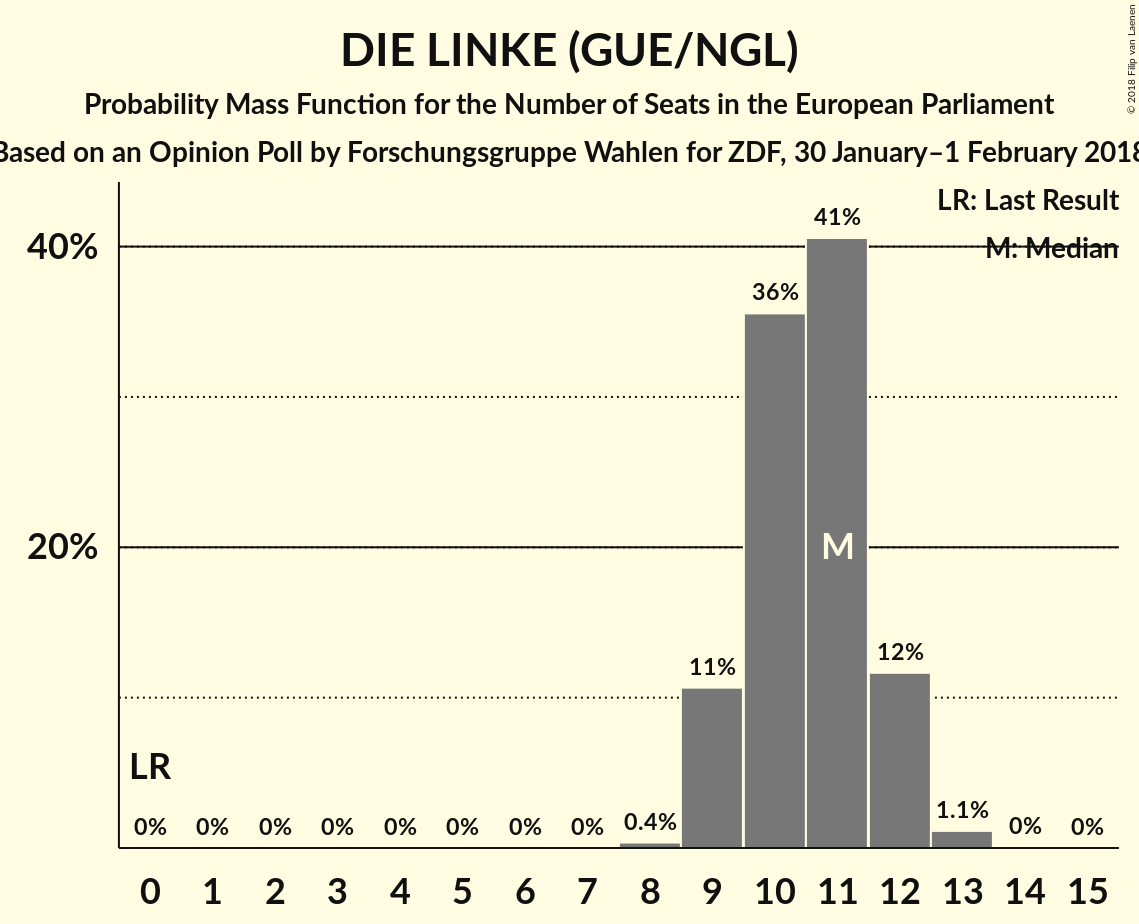 DIE LINKE (GUE/NGL)
Probability Mass Function for the Number of Seats in the European Parliament
Based on an Opinion Poll by Forschungsgruppe Wahlen for ZDF, 30 January–1 February 2018
© 2018 Filip van Laenen
LR: Last Result
M: Median
40%
20%
41%
36%
M
11%
12%
LR
0% 0% 0% 0% 0% 0% 0% 0% 0.4% 1.1% 0% 0%
0 1 2 3 4 5 6 7 8 9 10 11 12 13 14 15